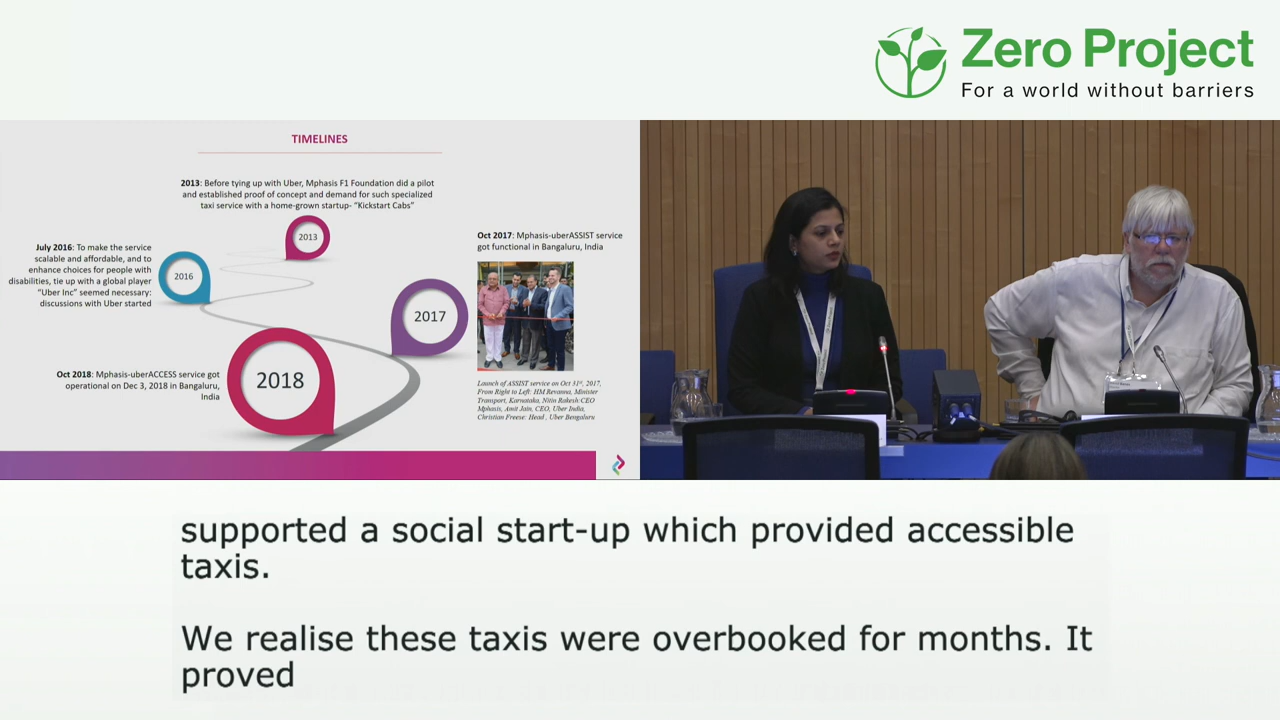 Zero Project
For a world without barriers
TIMELINES
2013: Before tying up with Uber, Mphasis F1 Foundation did a pilot
and established proof of concept and demand for such specialized
taxi service with a home-grown startup- “Kickstart Cabs”
2013
July 2016: To make the service
scalable and affordable, and to
enhance choices for people with
disabilities, tie up with a global player
“Uber Inc” seemed necessary:
discussions with Uber started
2016
Oct 2017: Mphasis-uberASSIST service
got functional in Bangaluru, India
2017
Launch of ASSIST service on Oct 31st, 2017,
From Right to Left: HM Revanna, Minister
Transport, Karnataka, Nitin Rakesh CEO
Mphasis, Amit Jain, CEO, Uber India,
Christian Freese: Head , Uber Bengaluru
Oct 2018: Mphasis-uberACCESS service got
operational on Dec 3, 2018 in Bangaluru,
India
2018
supported a social start-up which provided accessible
taxis.
We realise these taxis were overbooked for months. It
proved